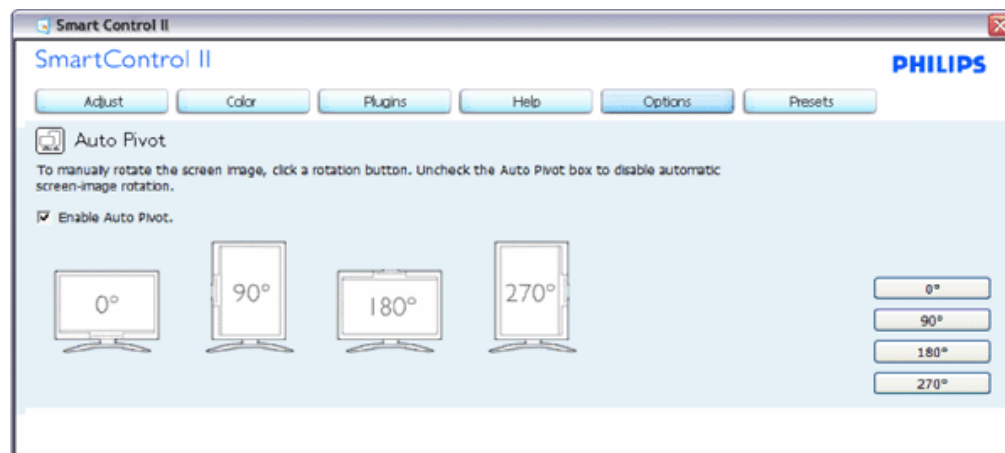 Smart Control II
SmartControl II
PHILIPS
Adjust Color Plugins Help Options Presets
Auto Pivot
To manually rotate the screen image, click a rotation button. Uncheck the Auto Pivot box to disable automatic
screen-image rotation.
Enable Auto Pivot.
0° 90° 180° 270°
0°
90°
180°
270°